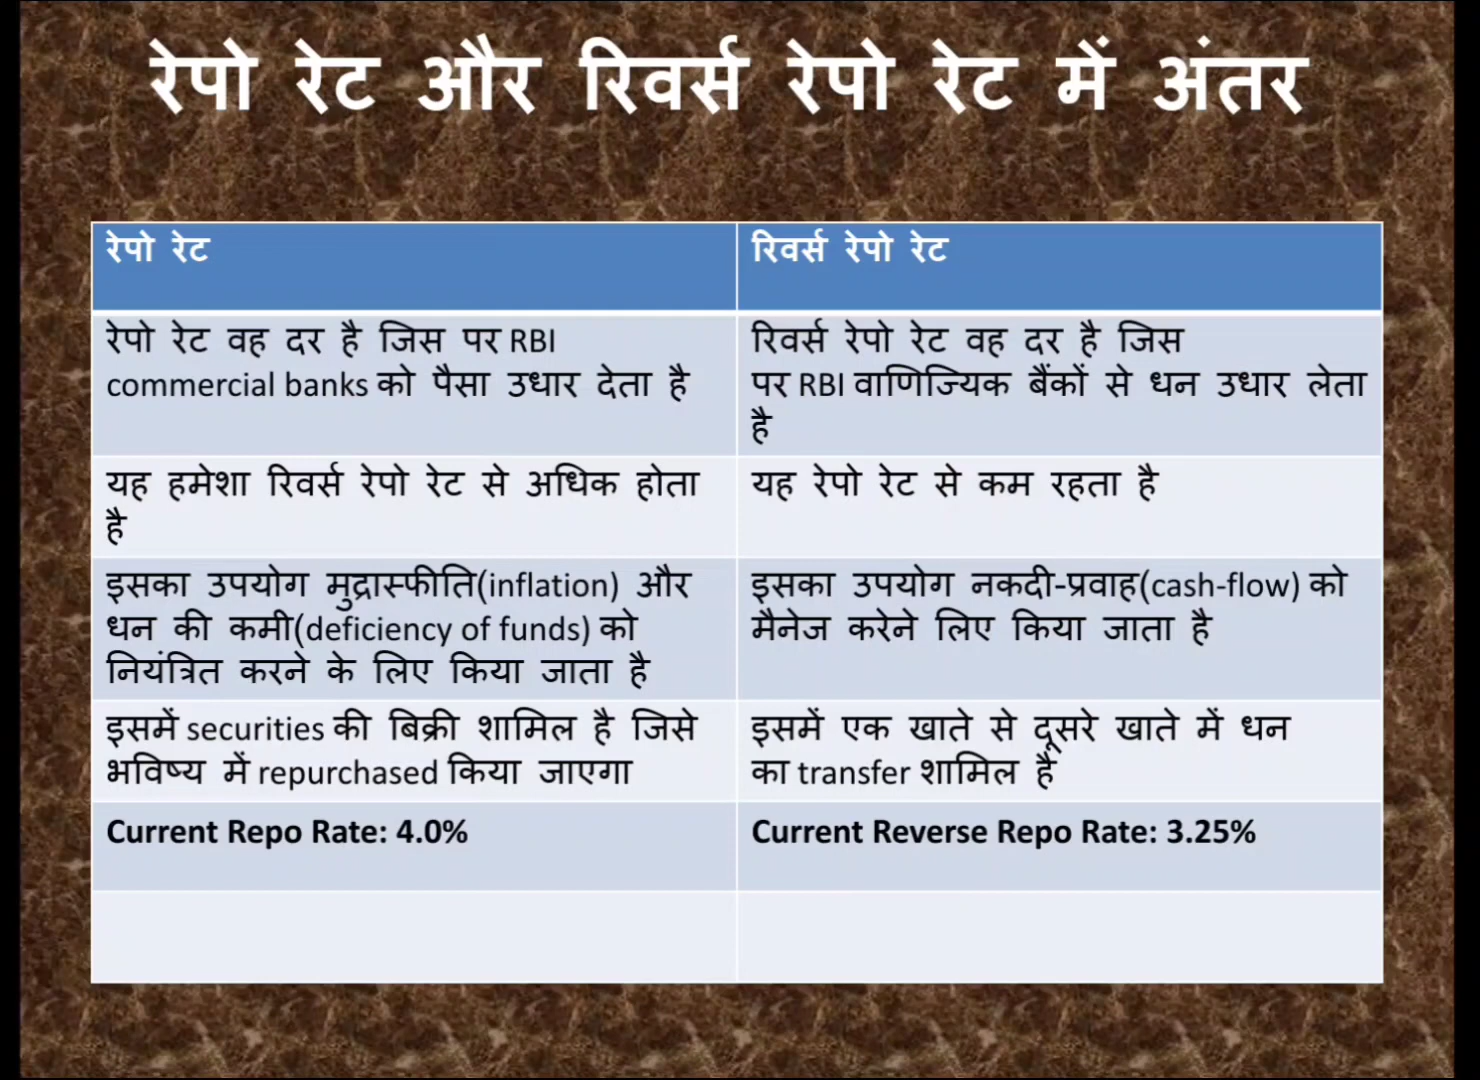 रेपो रेट और रिवर्स रेपो रेट में अंतर
रेपो रेट
रिवर्स रेपो रेट
रेपो रेट वह दर है जिस पर RBI
commercial banks को पैसा उधार देता है
रिवर्स रेपो रेट वह दर है जिस
पर RBI वाणिज्यिक बैंकों से धन उधार लेता
है
यह हमेशा रिवर्स रेपो रेट से अधिक होता
है
यह रेपो रेट से कम रहता है
इसका उपयोग मुद्रास्फीति(inflation) और
धन की कमी(deficiency of funds) को
नियंत्रित करने के लिए किया जाता है
इसका उपयोग नकदी-प्रवाह(cash-flow) को
मैनेज करेने लिए किया जाता है
इसमें securities की बिक्री शामिल है जिसे
भविष्य में repurchased किया जाएगा
इसमें एक खाते से दूसरे खाते में धन
का transfer शामिल है
Current Repo Rate: 4.0%
Current Reverse Repo Rate: 3.25%